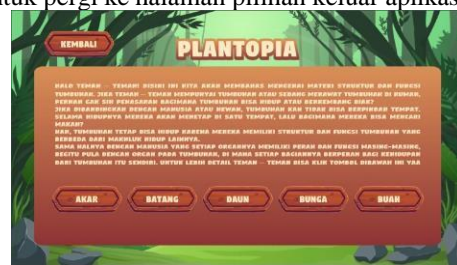 untuk pergi ke halaman pilihan keluar aplikasi
KEMBALI
PLANTOPIA
HALO TEMAN – TEMAN! DISINI INI KITA AKAN MEMBAHAS MENGENAI MATERI STRUKTUR DAN FUNGSI
TUMBUHAN. JIKA TEMAN – TEMAN MEMPUNYAI TUMBUHAN ATAU SEDANG MERAWAT TUMBUHAN DI RUMAH,
PERNAH GAK SIH PENASARAN BAGAIMANA TUMBUHAN BISA HIDUP ATAU BERKEMBANG BIAK?
JIKA DIBANDINGKAN DENGAN MANUSIA ATAU HEWAN, TUMBUHAN KAN TIDAK BISA BERPINDAH TEMPAT.
SELAMA HIDUPNYA MEREKA AKAN MENETAP DI SATU TEMPAT, LALU BAGAIMANA MEREKA BISA MENCARI
MAKAN?
NAH, TUMBUHAN TETAP BISA HIDUP KARENA MEREKA MEMILIKI STRUKTUR DAN FUNGSI TUMBUHAN YANG
BERBEDA DARI MAKHLUK HIDUP LAINNYA.
SAMA HALNYA DENGAN MANUSIA YANG SETIAP ORGANNYA MEMILIKI PERAN DAN FUNGSI MASING-MASING,
BEGITU PULA DENGAN ORGAN PADA TUMBUHAN, DI MANA SETIAP BAGIANNYA BERPERAN BAGI KEHIDUPAN
DARI TUMBUHAN ITU SENDIRI. UNTUK LEBIH DETAIL TEMAN – TEMAN BISA KLIK TOMBOL DIBAWAH INI YAA
AKAR
BATANG
DAUN
BUNGA
BUAH